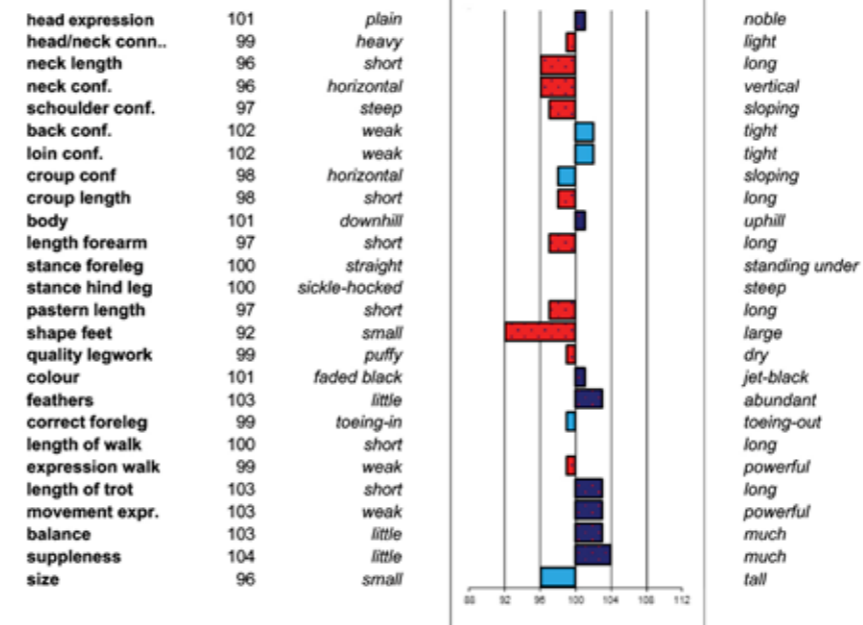 head expression 101 plain noble
head/neck conn.. 99 heavy light
neck length 96 short long
neck conf. 96 horizontal vertical
schoulder conf. 97 steep sloping
back conf. 102 weak tight
loin conf. 102 weak tight
croup conf 98 horizontal sloping
croup length 98 short long
body 101 downhill uphill
length forearm 97 short long
stance foreleg 100 straight standing under
stance hind leg 100 sickle-hocked steep
pastern length 97 short long
shape feet 92 small large
quality legwork 99 puffy dry
colour 101 faded black jet-black
feathers 103 little abundant
correct foreleg 99 toeing-in toeing-out
length of walk 100 short long
expression walk 99 weak powerful
length of trot 103 short long
movement expr. 103 weak powerful
balance 103 little much
suppleness 104 little much
size 96 small tall
88 92 96 100 104 108 112